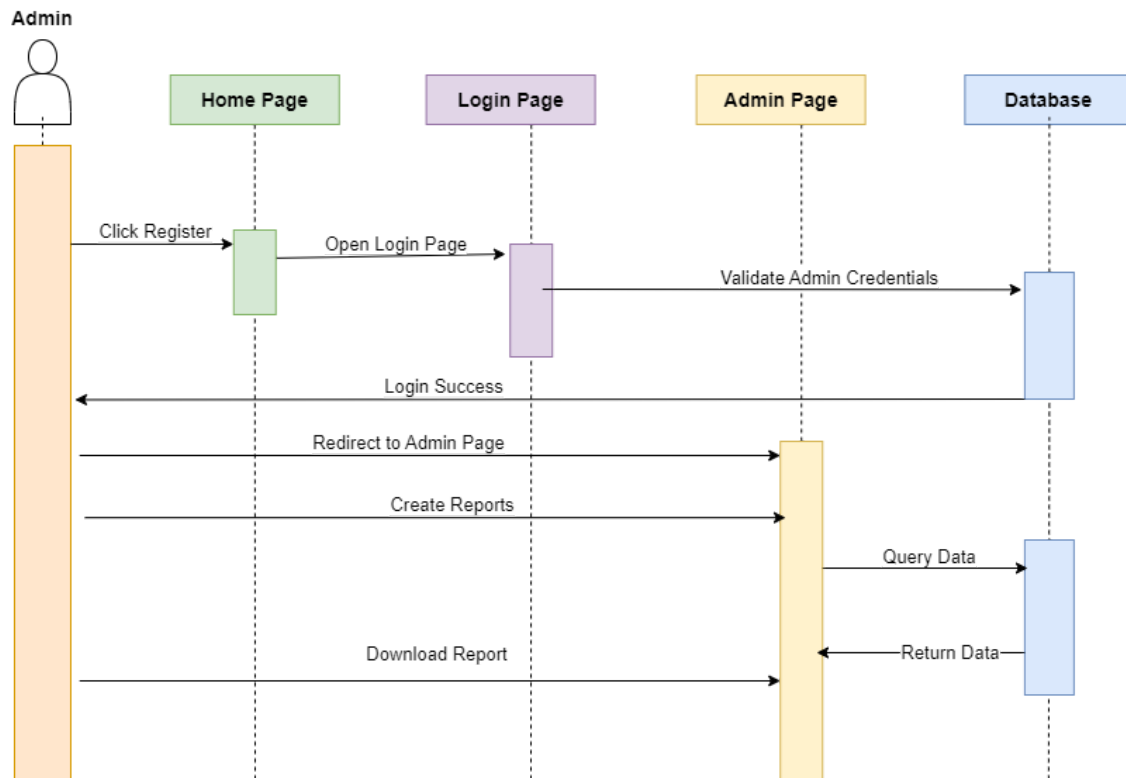 Admin
Home Page
Login Page
Admin Page
Database
Click Register
Open Login Page
Validate Admin Credentials
Login Success
Redirect to Admin Page
Create Reports
Query Data
Return Data
Download Report